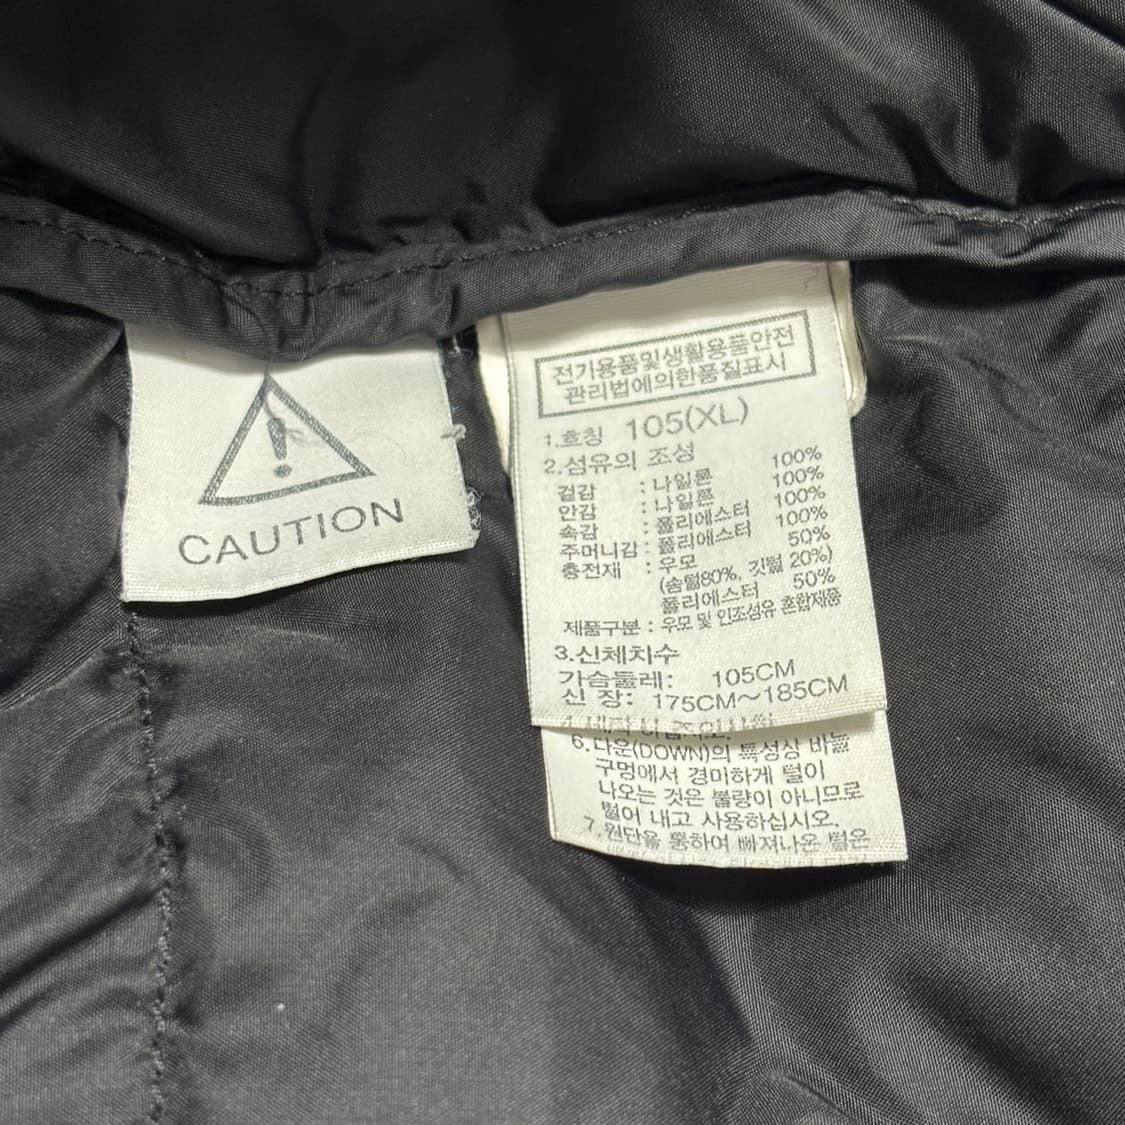 CAUTION
전기용품및생활용품안전
관리법에의한품질표시
1.호칭 105(XL)
2.섬유의 조성
겉감 : 나일론 100%
안감 : 나일론 100%
속감 : 폴리에스터 100%
주머니감 : 폴리에스터 100%
충전재 : 우모 50%
(솜털80%, 깃털 20%)
폴리에스터 50%
제품구분 : 우모 및 인조섬유 혼합제품
3.신체치수
가슴둘레: 105CM
신 장: 175CM~185CM
6.다운(DOWN)의 특성상 바늘
구멍에서 경미하게 털이
나오는 것은 불량이 아니므로
털어 내고 사용하십시오.
7.원단을 통하여 빠져나온 털은